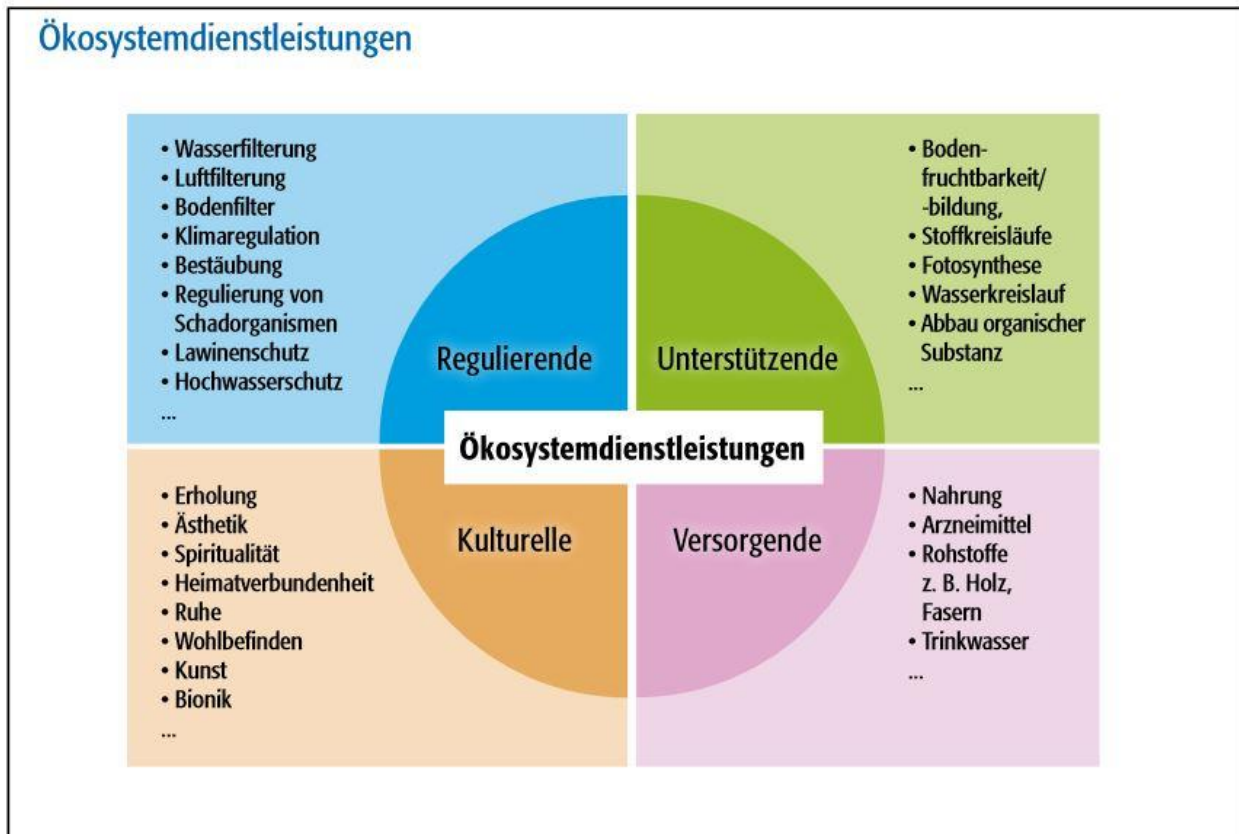 Ökosystemdienstleistungen
• Wasserfilterung
• Luftfilterung
• Bodenfilter
• Klimaregulation
• Bestäubung
• Regulierung von
Schadorganismen
• Lawinenschutz
• Hochwasserschutz
...
Regulierende
Unterstützende
• Boden-
fruchtbarkeit/
-bildung,
• Stoffkreisläufe
• Fotosynthese
• Wasserkreislauf
• Abbau organischer
Substanz
...
Ökosystemdienstleistungen
• Erholung
• Ästhetik
• Spiritualität
• Heimatverbundenheit
• Ruhe
• Wohlbefinden
• Kunst
• Bionik
...
Kulturelle
Versorgende
• Nahrung
• Arzneimittel
• Rohstoffe
z. B. Holz,
Fasern
• Trinkwasser
...